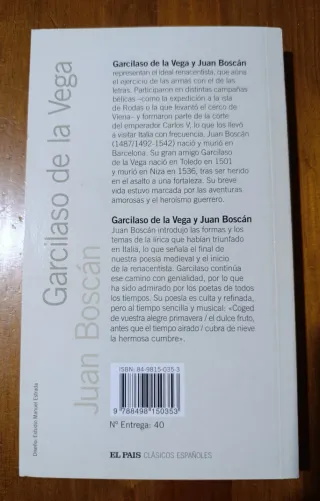 Garcilaso de la Vega
Juan Boscán
Garcilaso de la Vega y Juan Boscán
representan el ideal renacentista, que aúna
el ejercicio de las armas con el de las
letras. Participaron en distintas campañas
bélicas –como la expedición a la isla
de Rodas o la que levantó el cerco de
Viena– y formaron parte de la corte
del emperador Carlos V, lo que los llevó
a visitar Italia con frecuencia. Juan Boscán
(1487/1492-1542) nació y murió en
Barcelona. Su gran amigo Garcilaso
de la Vega nació en Toledo en 1501
y murió en Niza en 1536, tras ser herido
en el asalto a una fortaleza. Su breve
vida estuvo marcada por las aventuras
amorosas y el heroísmo guerrero.
Garcilaso de la Vega y Juan Boscán
Juan Boscán introdujo las formas y los
temas de la lírica que habían triunfado
en Italia, lo que señala el final de
nuestra poesía medieval y el inicio
de la renacentista. Garcilaso continúa
ese camino con genialidad, por lo que
ha sido admirado por los poetas de todos
los tiempos. Su poesía es culta y refinada,
pero al tiempo sencilla y musical: «Coged
de vuestra alegre primavera / el dulce fruto,
antes que el tiempo airado / cubra de nieve
la hermosa cumbre».
ISBN: 84-9815-035-3
9 788498 150353
Nº Entrega: 40
Diseño: Estudio Manuel Estrada
EL PAIS CLÁSICOS ESPAÑOLES